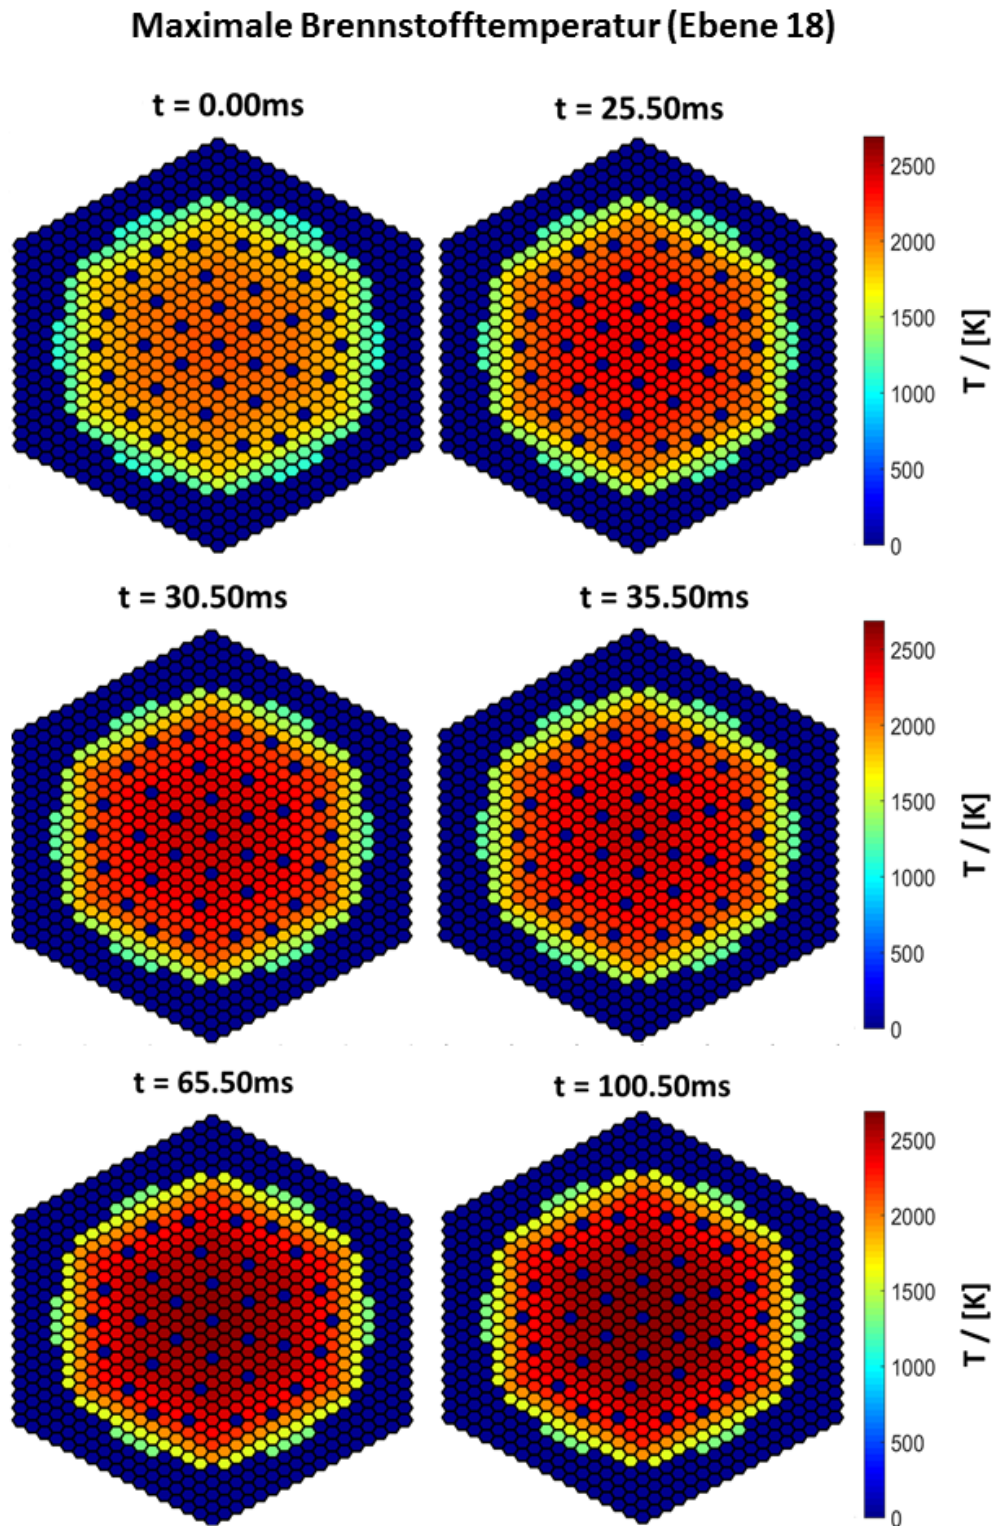 Maximale Brennstofftemperatur (Ebene 18)
t = 0.00ms
t = 25.50ms
2500
2000
1500
1000
500
0
T / [K]
t = 30.50ms
t = 35.50ms
2500
2000
1500
1000
500
0
T / [K]
t = 65.50ms
t = 100.50ms
2500
2000
1500
1000
500
0
T / [K]